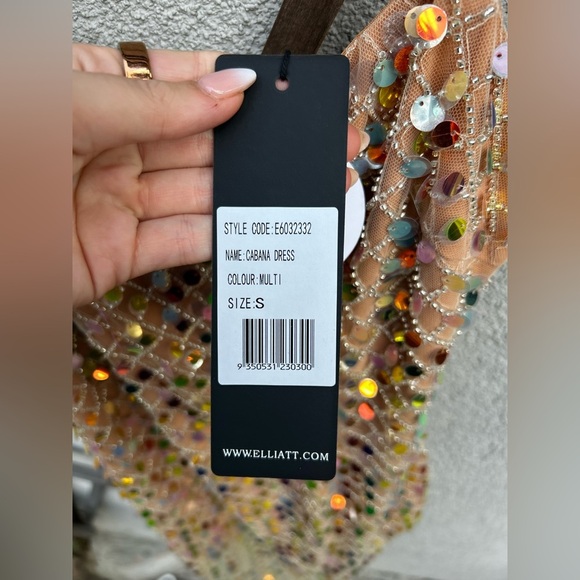 STYLE CODE:E6032332
NAME:CABANA DRESS
COLOUR:MULTI
SIZE:S
9 350531 230300
WWW.ELLIATT.COM